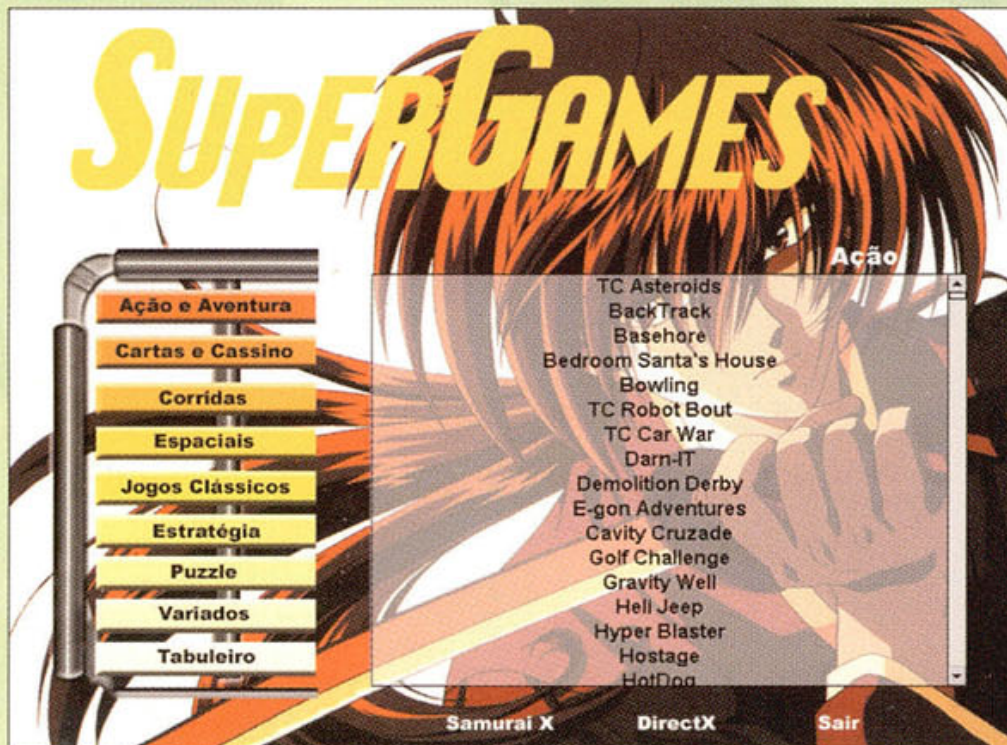 SUPERGAMES
Ação
Ação e Aventura
Cartas e Cassino
Corridas
Espaciais
Jogos Clássicos
Estratégia
Puzzle
Variados
Tabuleiro
TC Asteroids
BackTrack
Basehore
Bedroom Santa's House
Bowling
TC Robot Bout
TC Car War
Darn-IT
Demolition Derby
E-gon Adventures
Cavity Cruzade
Golf Challenge
Gravity Well
Heli Jeep
Hyper Blaster
Hostage
HotDog
Samurai X DirectX Sair